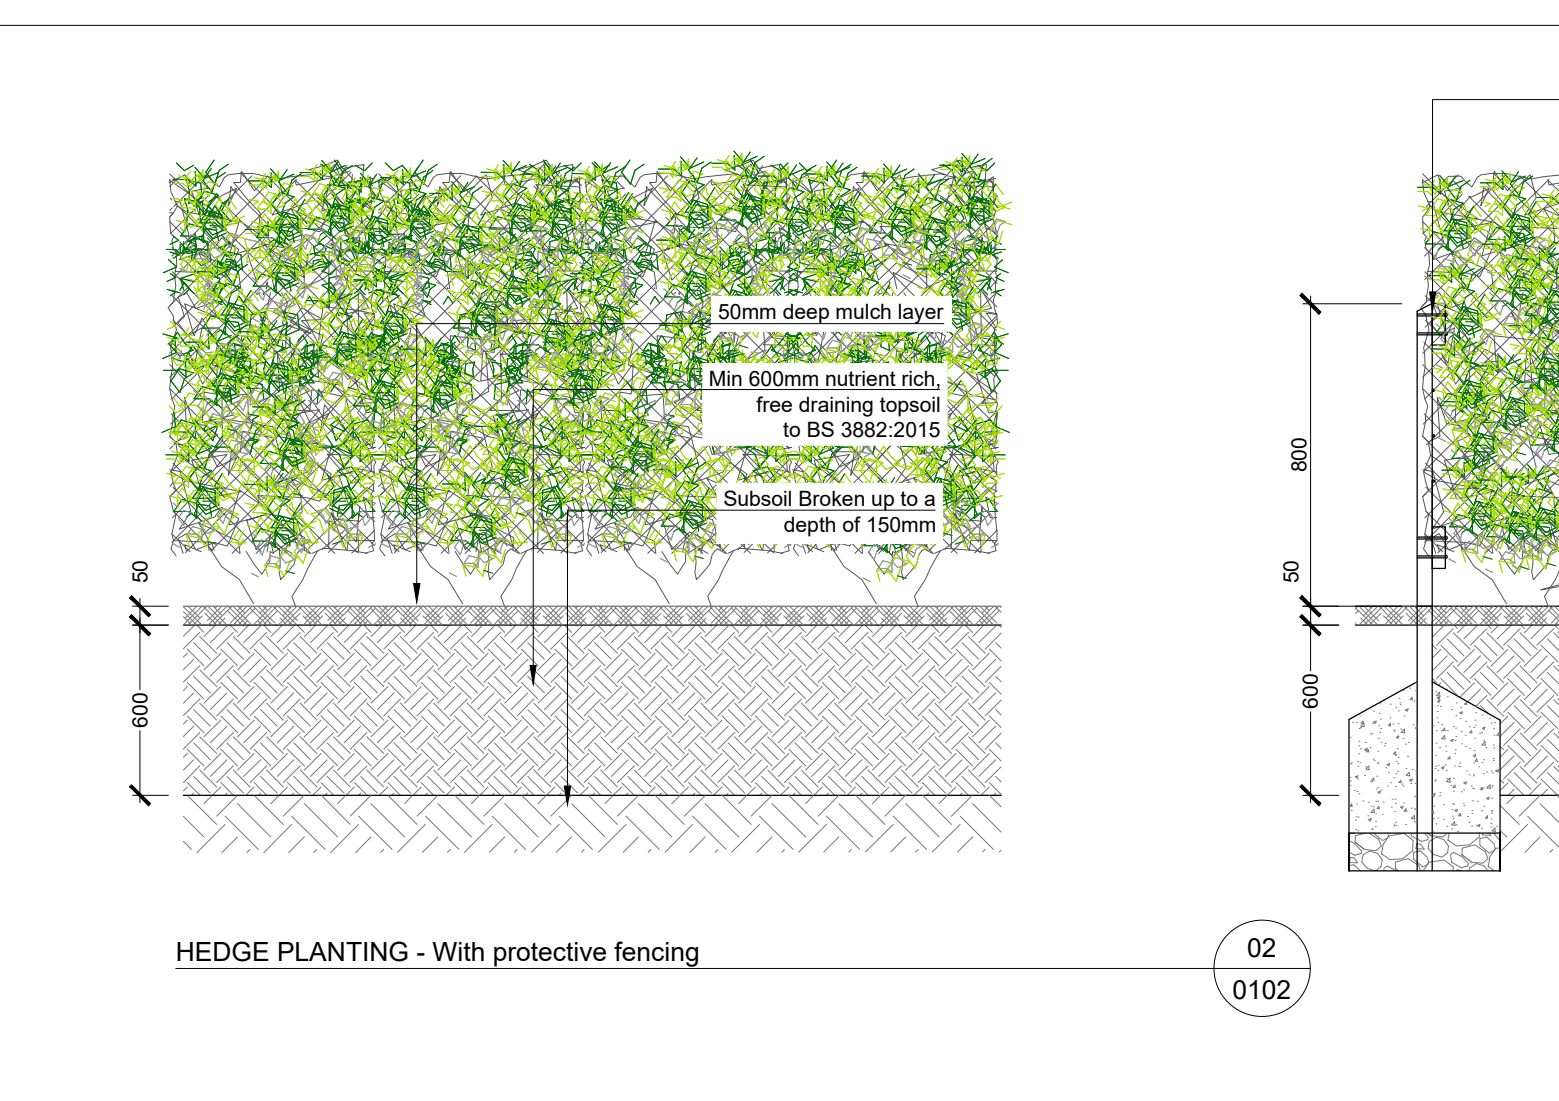 50mm deep mulch layer
Min 600mm nutrient rich,
free draining topsoil
to BS 3882:2015
Subsoil Broken up to a
depth of 150mm
50
600
800
50
600
HEDGE PLANTING - With protective fencing
02
0102